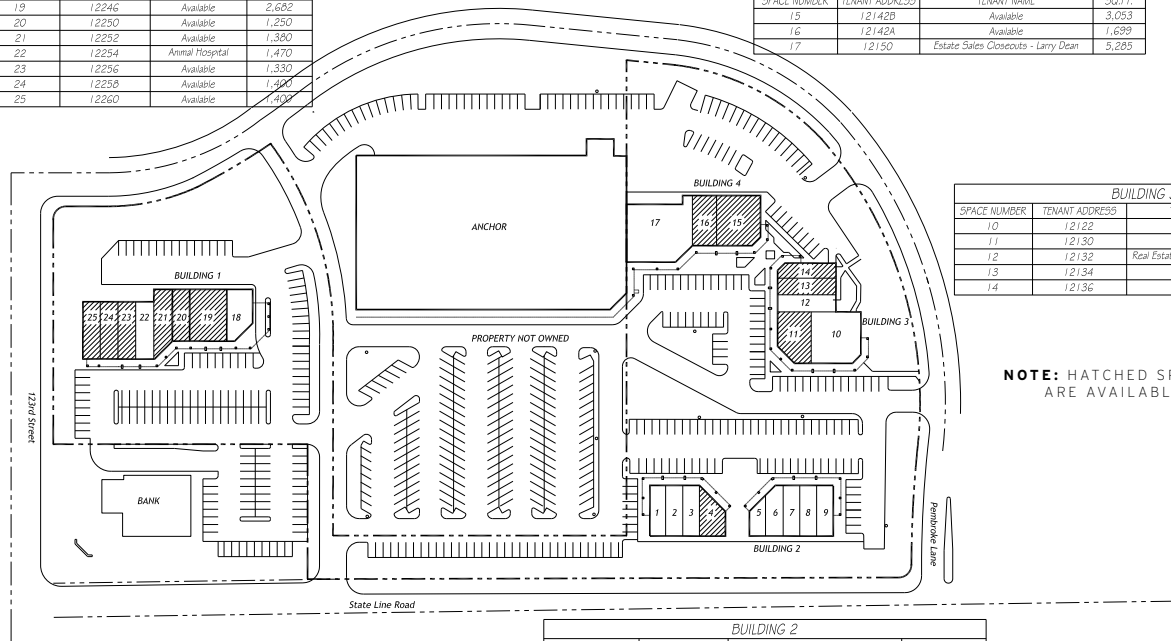 19 12246 Available 2,682
20 12250 Available 1,250
21 12252 Available 1,380
22 12254 Animal Hospital 1,470
23 12256 Available 1,330
24 12258 Available 1,400
25 12260 Available 1,400
SPACE NUMBER TENANT ADDRESS TENANT NAME SQ.FT.
15 12142B Available 3,053
16 12142A Available 1,699
17 12150 Estate Sales Closeouts - Larry Dean 5,285
BUILDING 4
17 16 15
ANCHOR
BUILDING 3
SPACE NUMBER TENANT ADDRESS
10 12122
11 12130
12 12132 Real Estat
13 12134
14 12136
BUILDING 1
25 24 23 22 21 20 19 18
14
13
12
11 10
BUILDING 3
PROPERTY NOT OWNED
NOTE: HATCHED SP
ARE AVAILABL
123rd Street
BANK
1 2 3 4 5 6 7 8 9
BUILDING 2
Pembroke Lane
State Line Road
BUILDING 2